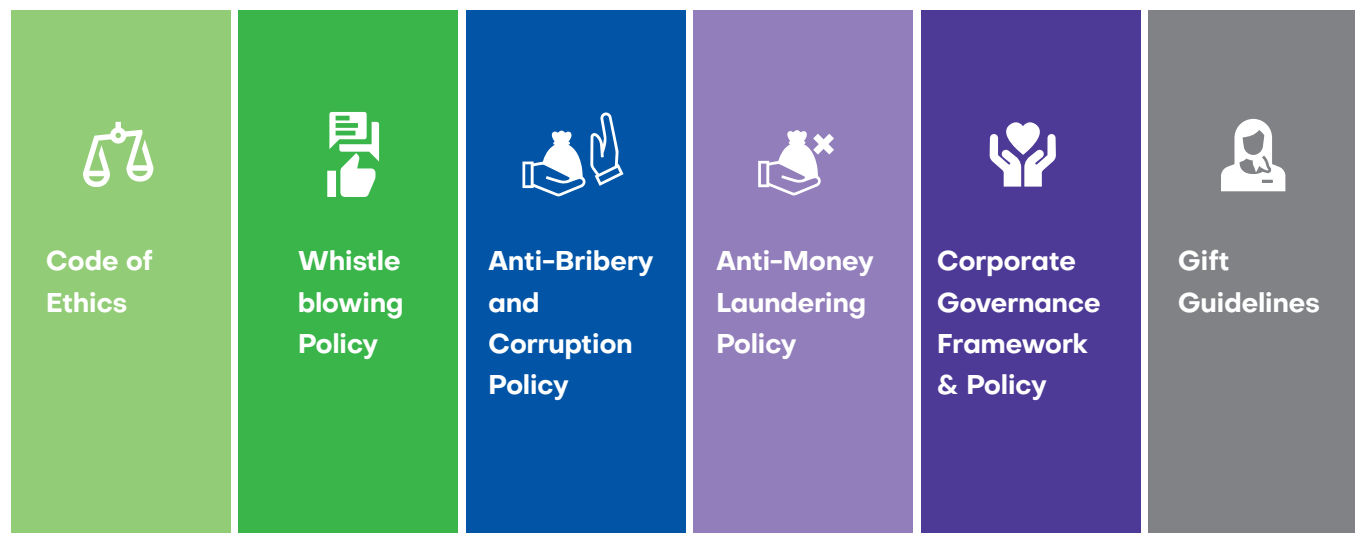 Code of
Ethics
Whistle
blowing
Policy
Anti-Bribery
and
Corruption
Policy
Anti-Money
Laundering
Policy
Corporate
Governance
Framework
& Policy
Gift
Guidelines